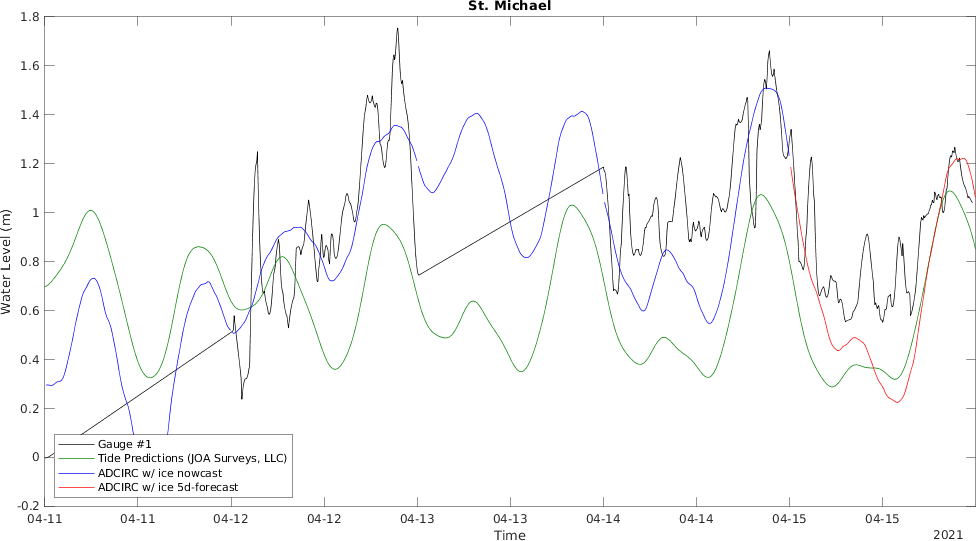 St. Michael
1.8
1.6
1.4
1.2
1
0.8
0.6
0.4
0.2
0
-0.2
Water Level (m)
Gauge #1
Tide Predictions (JOA Surveys, LLC)
ADCIRC w/ ice nowcast
ADCIRC w/ ice 5d-forecast
04-11 04-11 04-12 04-12 04-13 04-13 04-14 04-14 04-15 04-15
Time
2021